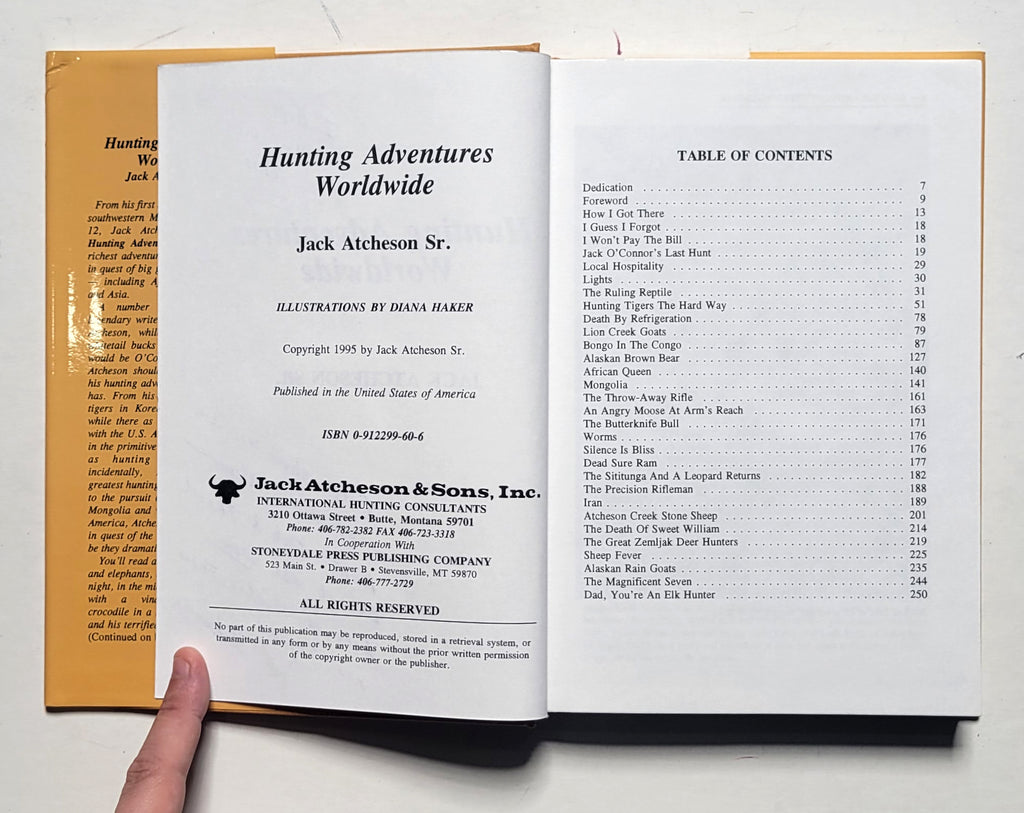 Hunting
Wo
Jack A
From his first
southwestern M
12, Jack Atch
Hunting Adven
richest adventu
in quest of big g
including A
and Asia.
A number
endary write
tcheson, whil
tetail bucks
would be O'Co
Atcheson shoul
his hunting adv
has. From his
tigers in Kore
while there as
with the U.S. A
in the primitive
as hunting
incidentally,
greatest hunting
to the pursuit
Mongolia and
America, Atche
in quest of the
be they dramati
You'll read a
and elephants,
night, in the mi
with a vin
crocodile in a
and his terrifie
(Continued on
Hunting Adventures
Worldwide
Jack Atcheson Sr.
ILLUSTRATIONS BY DIANA HAKER
Copyright 1995 by Jack Atcheson Sr.
Published in the United States of America
ISBN 0-912299-60-6
Jack Atcheson & Sons, Inc.
INTERNATIONAL HUNTING CONSULTANTS
3210 Ottawa Street • Butte, Montana 59701
Phone: 406-782-2382 FAX 406-723-3318
In Cooperation With
STONEYDALE PRESS PUBLISHING COMPANY
523 Main St. • Drawer B • Stevensville, MT 59870
Phone: 406-777-2729
ALL RIGHTS RESERVED
No part of this publication may be reproduced, stored in a retrieval system, or
transmitted in any form or by any means without the prior written permission
of the copyright owner or the publisher.
TABLE OF CONTENTS
Dedication 7
Foreword 9
How I Got There 13
I Guess I Forgot 18
I Won't Pay The Bill 18
Jack O'Connor's Last Hunt 19
Local Hospitality 29
Lights 30
The Ruling Reptile 31
Hunting Tigers The Hard Way 51
Death By Refrigeration 78
Lion Creek Goats 79
Bongo In The Congo 87
Alaskan Brown Bear 127
African Queen 140
Mongolia 141
The Throw-Away Rifle 161
An Angry Moose At Arm's Reach 163
The Butterknife Bull 171
Worms 176
Silence Is Bliss 176
Dead Sure Ram 177
The Sititunga And A Leopard Returns 182
The Precision Rifleman 188
Iran 189
Atcheson Creek Stone Sheep 201
The Death Of Sweet William 214
The Great Zemljak Deer Hunters 219
Sheep Fever 225
Alaskan Rain Goats 235
The Magnificent Seven 244
Dad, You're An Elk Hunter 250